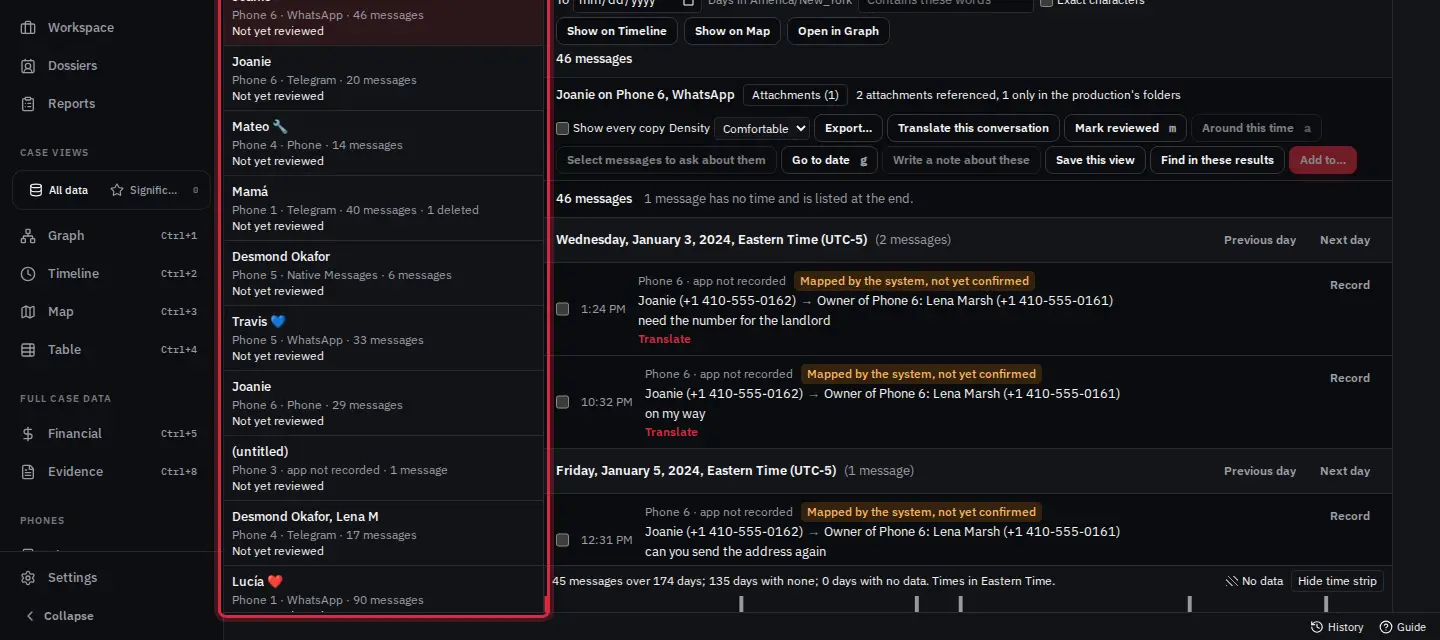 Workspace
Dossiers
Reports
CASE VIEWS
All data
Signific... 0
Graph Ctrl+1
Timeline Ctrl+2
Map Ctrl+3
Table Ctrl+4
FULL CASE DATA
Financial Ctrl+5
Evidence Ctrl+8
PHONES
Settings
Collapse
Joanie
Phone 6 · WhatsApp · 46 messages
Not yet reviewed
Joanie
Phone 6 · Telegram · 20 messages
Not yet reviewed
Mateo 🔧
Phone 4 · Phone · 14 messages
Not yet reviewed
Mamá
Phone 1 · Telegram · 40 messages · 1 deleted
Not yet reviewed
Desmond Okafor
Phone 5 · Native Messages · 6 messages
Not yet reviewed
Travis 💙
Phone 5 · WhatsApp · 33 messages
Not yet reviewed
Joanie
Phone 6 · Phone · 29 messages
Not yet reviewed
(untitled)
Phone 3 · app not recorded · 1 message
Not yet reviewed
Desmond Okafor, Lena M
Phone 4 · Telegram · 17 messages
Not yet reviewed
Lucía ❤️
Phone 1 · WhatsApp · 90 messages
To mm/dd/yyyy Days in America/New_York Contains these words Exact characters
Show on Timeline Show on Map Open in Graph
46 messages
Joanie on Phone 6, WhatsApp Attachments (1) 2 attachments referenced, 1 only in the production's folders
Show every copy Density Comfortable Export... Translate this conversation Mark reviewed m Around this time a
Select messages to ask about them Go to date g Write a note about these Save this view Find in these results Add to...
46 messages 1 message has no time and is listed at the end.
Wednesday, January 3, 2024, Eastern Time (UTC-5) (2 messages) Previous day Next day
Phone 6 · app not recorded Mapped by the system, not yet confirmed Record
1:24 PM Joanie (+1 410-555-0162) → Owner of Phone 6: Lena Marsh (+1 410-555-0161)
need the number for the landlord
Translate
Phone 6 · app not recorded Mapped by the system, not yet confirmed Record
10:32 PM Joanie (+1 410-555-0162) → Owner of Phone 6: Lena Marsh (+1 410-555-0161)
on my way
Translate
Friday, January 5, 2024, Eastern Time (UTC-5) (1 message) Previous day Next day
Phone 6 · app not recorded Mapped by the system, not yet confirmed Record
12:31 PM Joanie (+1 410-555-0162) → Owner of Phone 6: Lena Marsh (+1 410-555-0161)
can you send the address again
45 messages over 174 days; 135 days with none; 0 days with no data. Times in Eastern Time. No data Hide time strip
History Guide